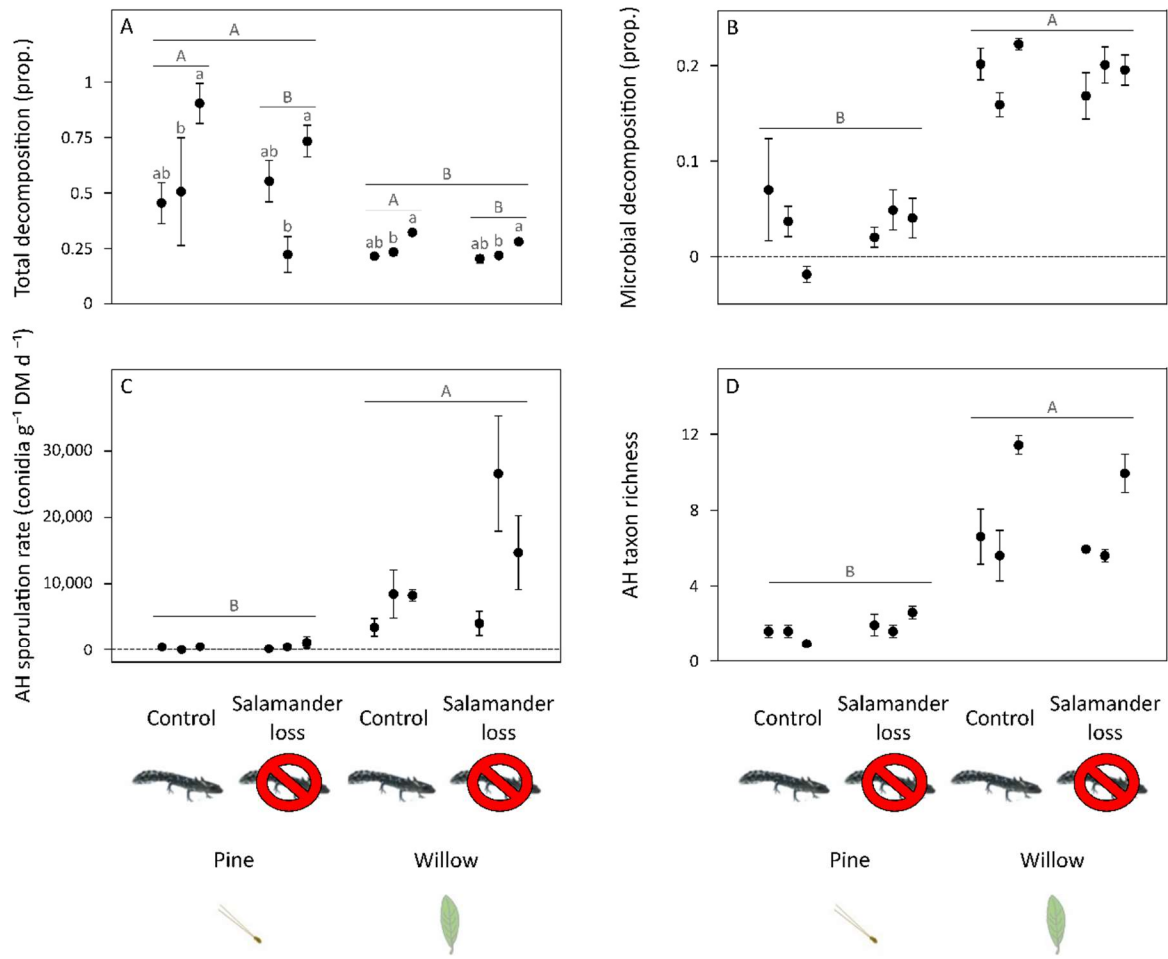 Total decomposition (prop.)
1
0.75
0.5
0.25
0
A
A
A
a
b
ab
B
a
ab
b
B
A
a
ab
b
B
a
ab
b
Microbial decomposition (prop.)
0.2
0.1
0
B
A
B
AH sporulation rate (conidia g⁻¹ DM d⁻¹)
30,000
20,000
10,000
0
C
A
B
AH taxon richness
12
8
4
0
D
A
B
Control
Salamander
loss
Control
Salamander
loss
Pine
Willow
Control
Salamander
loss
Control
Salamander
loss
Pine
Willow